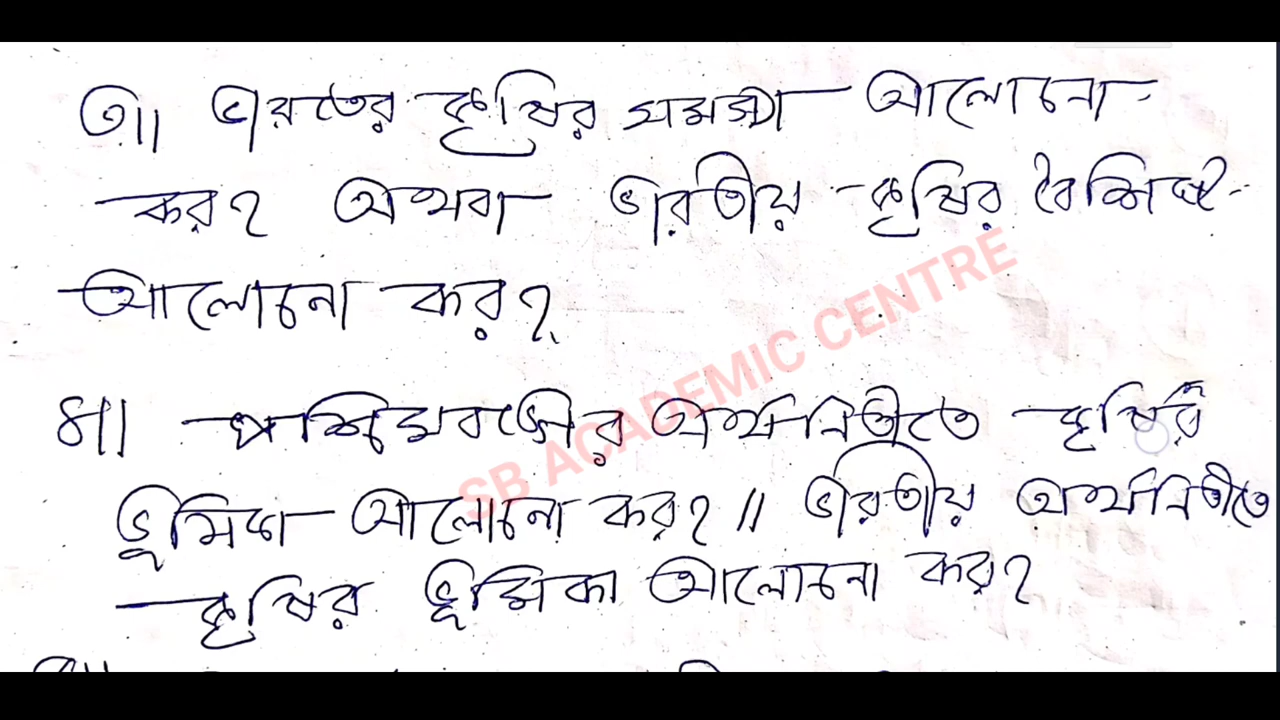 ৩॥ ভারতের কৃষির সমস্যা আলোচনা
কর? অথবা ভারতীয় কৃষির বৈশিষ্ট্য
আলোচনা কর?
৪॥ পশ্চিমবঙ্গের অর্থনিতীতে কৃষির
ভূমিকা আলোচনা কর? // ভারতীয় অর্থনিতীতে
কৃষির ভূমিকা আলোচনা কর?
SB ACADEMIC CENTRE